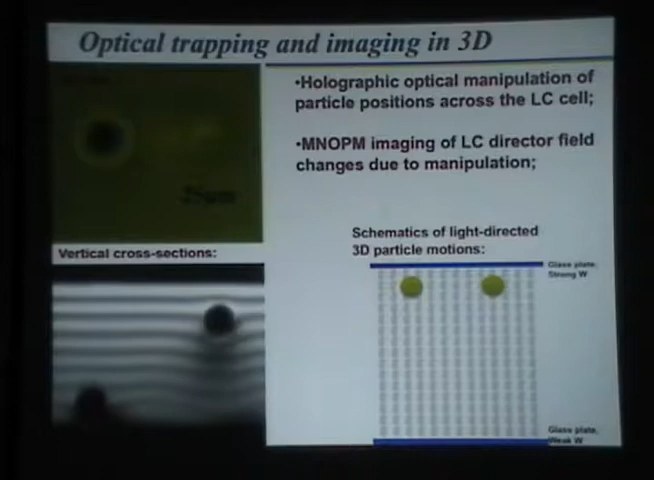 Optical trapping and imaging in 3D
•Holographic optical manipulation of
particle positions across the LC cell;
•MNOPM imaging of LC director field
changes due to manipulation;
25μm
Vertical cross-sections:
Schematics of light-directed
3D particle motions:
Glass plate,
Strong W
Glass plate,
Weak W